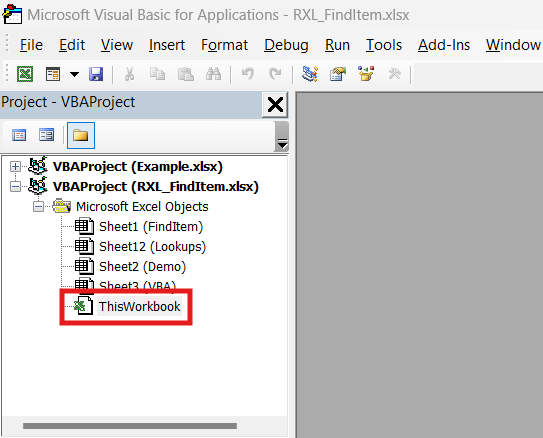 Microsoft Visual Basic for Applications - RXL_FindItem.xlsx
File Edit View Insert Format Debug Run Tools Add-Ins Window
Project - VBAProject
VBAProject (Example.xlsx)
VBAProject (RXL_FindItem.xlsx)
Microsoft Excel Objects
Sheet1 (FindItem)
Sheet12 (Lookups)
Sheet2 (Demo)
Sheet3 (VBA)
ThisWorkbook